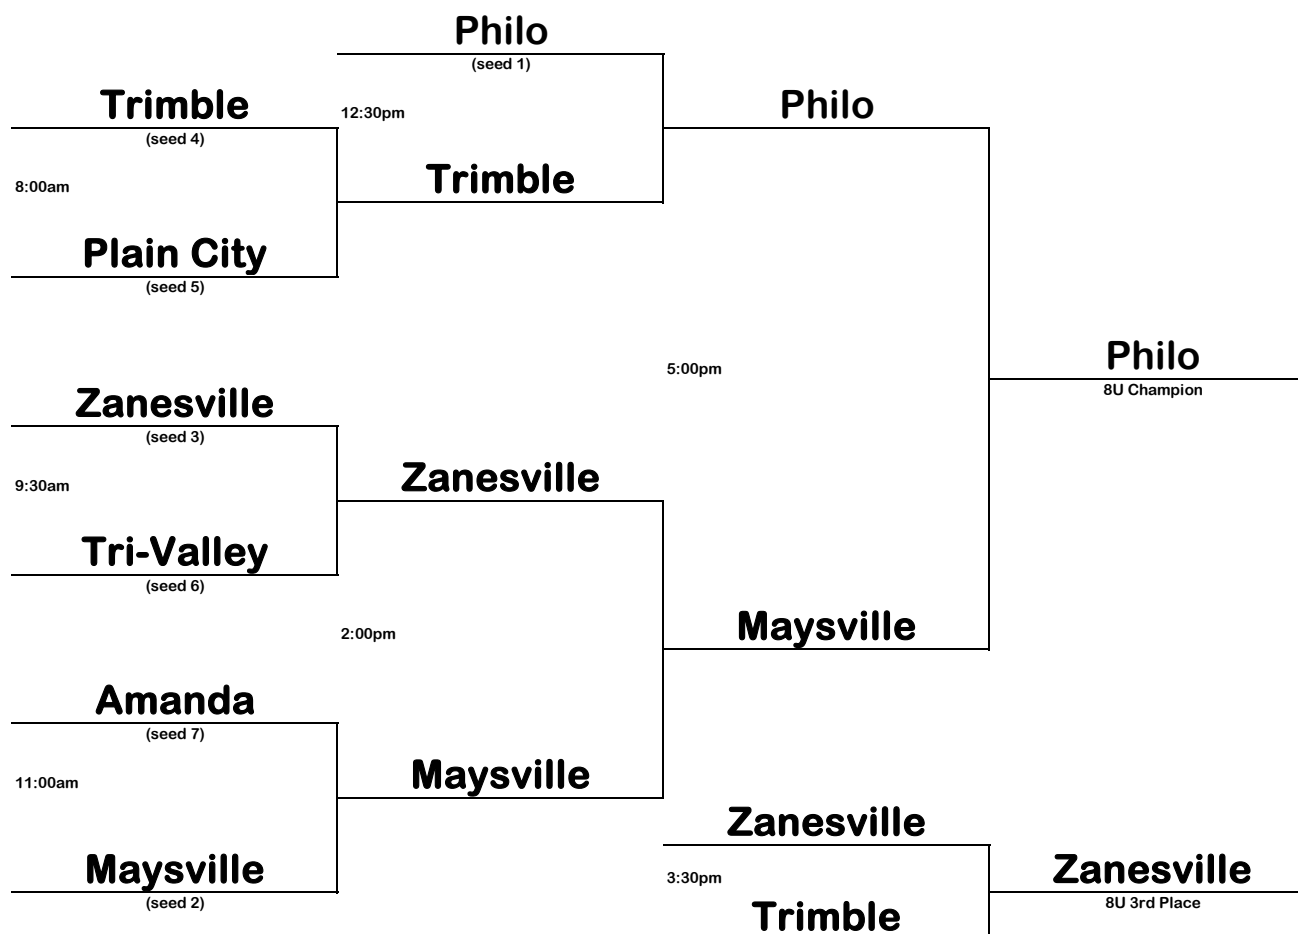 Philo
(seed 1)
Trimble
(seed 4)
12:30pm
Philo
8:00am
Trimble
Plain City
(seed 5)
5:00pm
Philo
8U Champion
Zanesville
(seed 3)
9:30am
Zanesville
Tri-Valley
(seed 6)
2:00pm
Maysville
Amanda
(seed 7)
11:00am
Maysville
Zanesville
Maysville
(seed 2)
3:30pm
Zanesville
8U 3rd Place
Trimble